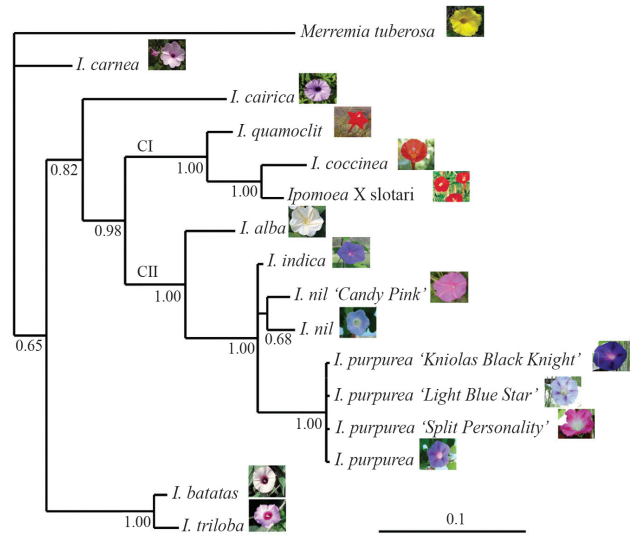 Merremia tuberosa
I. carnea
I. cairica
0.82
I. quamoclit
CI
1.00
I. coccinea
1.00
Ipomoea X slotari
0.98
I. alba
CII
1.00
I. indica
I. nil ‘Candy Pink’
I. nil
0.68
1.00
0.65
I. purpurea ‘Kniolas Black Knight’
I. purpurea ‘Light Blue Star’
1.00
I. purpurea ‘Split Personality’
I. purpurea
I. batatas
1.00
I. triloba
0.1